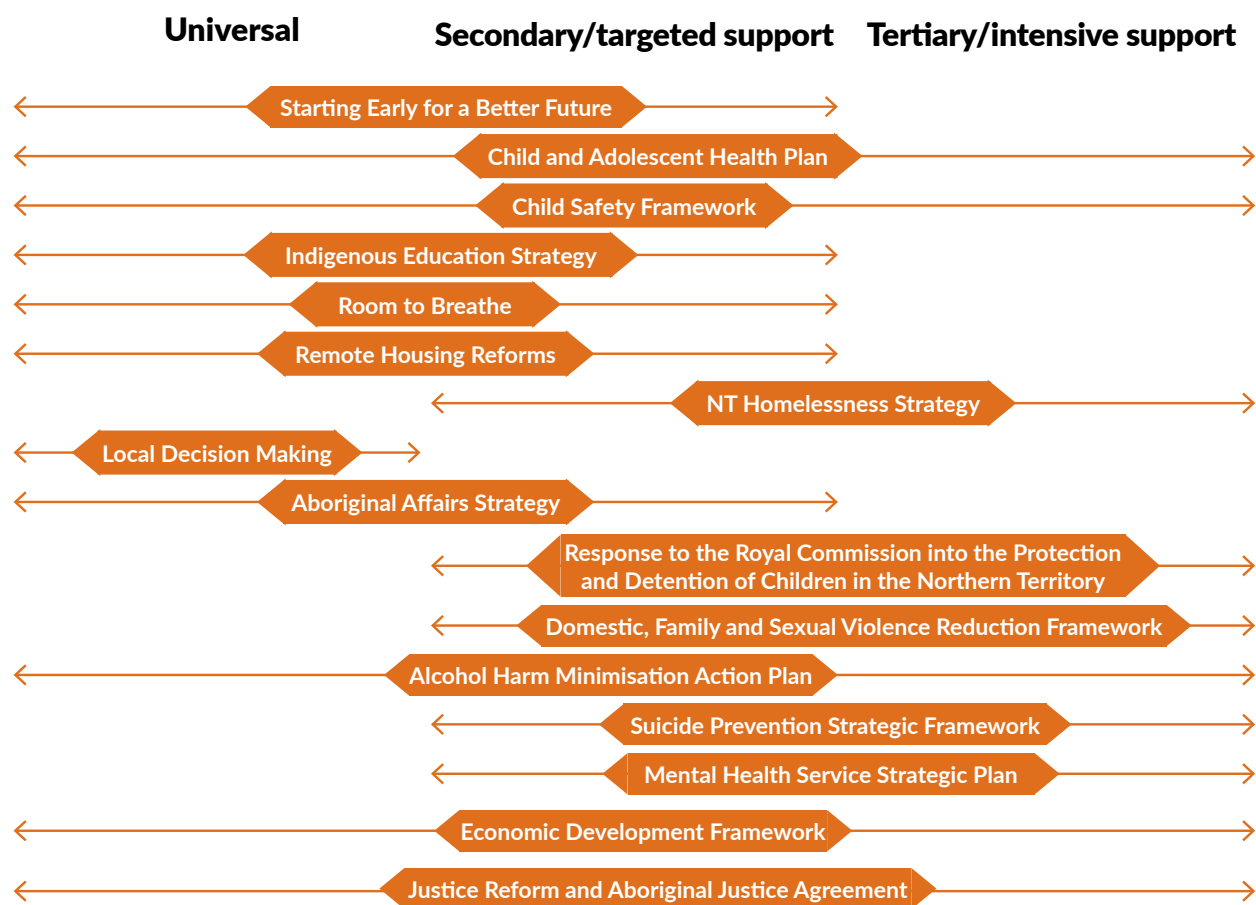 Universal
Secondary/targeted support
Tertiary/intensive support
Starting Early for a Better Future
Child and Adolescent Health Plan
Child Safety Framework
Indigenous Education Strategy
Room to Breathe
Remote Housing Reforms
NT Homelessness Strategy
Local Decision Making
Aboriginal Affairs Strategy
Response to the Royal Commission into the Protection
and Detention of Children in the Northern Territory
Domestic, Family and Sexual Violence Reduction Framework
Alcohol Harm Minimisation Action Plan
Suicide Prevention Strategic Framework
Mental Health Service Strategic Plan
Economic Development Framework
Justice Reform and Aboriginal Justice Agreement